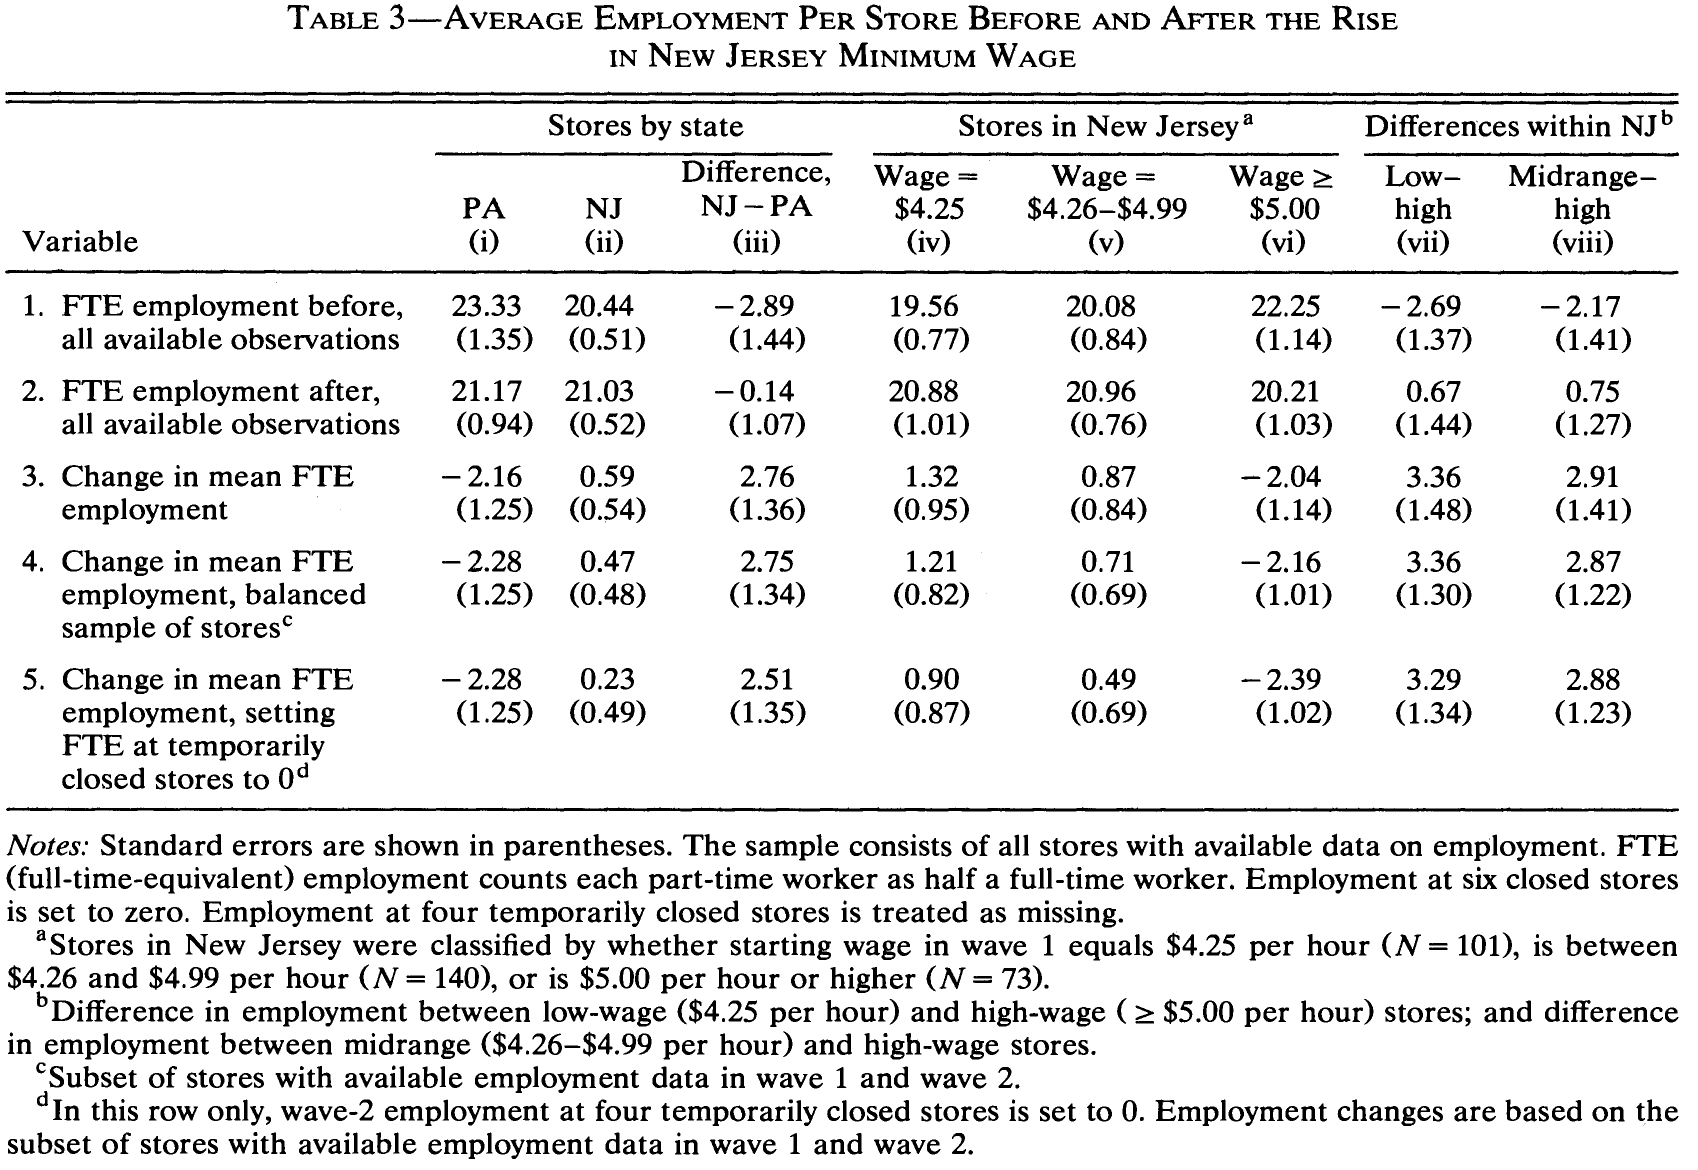 TABLE 3—AVERAGE EMPLOYMENT PER STORE BEFORE AND AFTER THE RISE
IN NEW JERSEY MINIMUM WAGE
Stores by state Stores in New Jerseyᵃ Differences within NJᵇ
Difference, Wage = Wage = Wage ≥ Low– Midrange–
PA NJ NJ − PA $4.25 $4.26–$4.99 $5.00 high high
Variable (i) (ii) (iii) (iv) (v) (vi) (vii) (viii)
1. FTE employment before, 23.33 20.44 −2.89 19.56 20.08 22.25 −2.69 −2.17
all available observations (1.35) (0.51) (1.44) (0.77) (0.84) (1.14) (1.37) (1.41)
2. FTE employment after, 21.17 21.03 −0.14 20.88 20.96 20.21 0.67 0.75
all available observations (0.94) (0.52) (1.07) (1.01) (0.76) (1.03) (1.44) (1.27)
3. Change in mean FTE −2.16 0.59 2.76 1.32 0.87 −2.04 3.36 2.91
employment (1.25) (0.54) (1.36) (0.95) (0.84) (1.14) (1.48) (1.41)
4. Change in mean FTE −2.28 0.47 2.75 1.21 0.71 −2.16 3.36 2.87
employment, balanced (1.25) (0.48) (1.34) (0.82) (0.69) (1.01) (1.30) (1.22)
sample of storesᶜ
5. Change in mean FTE −2.28 0.23 2.51 0.90 0.49 −2.39 3.29 2.88
employment, setting (1.25) (0.49) (1.35) (0.87) (0.69) (1.02) (1.34) (1.23)
FTE at temporarily
closed stores to 0ᵈ
Notes: Standard errors are shown in parentheses. The sample consists of all stores with available data on employment. FTE
(full-time-equivalent) employment counts each part-time worker as half a full-time worker. Employment at six closed stores
is set to zero. Employment at four temporarily closed stores is treated as missing.
ᵃStores in New Jersey were classified by whether starting wage in wave 1 equals $4.25 per hour (N = 101), is between
$4.26 and $4.99 per hour (N = 140), or is $5.00 per hour or higher (N = 73).
ᵇDifference in employment between low-wage ($4.25 per hour) and high-wage (≥ $5.00 per hour) stores; and difference
in employment between midrange ($4.26–$4.99 per hour) and high-wage stores.
ᶜSubset of stores with available employment data in wave 1 and wave 2.
ᵈIn this row only, wave-2 employment at four temporarily closed stores is set to 0. Employment changes are based on the
subset of stores with available employment data in wave 1 and wave 2.